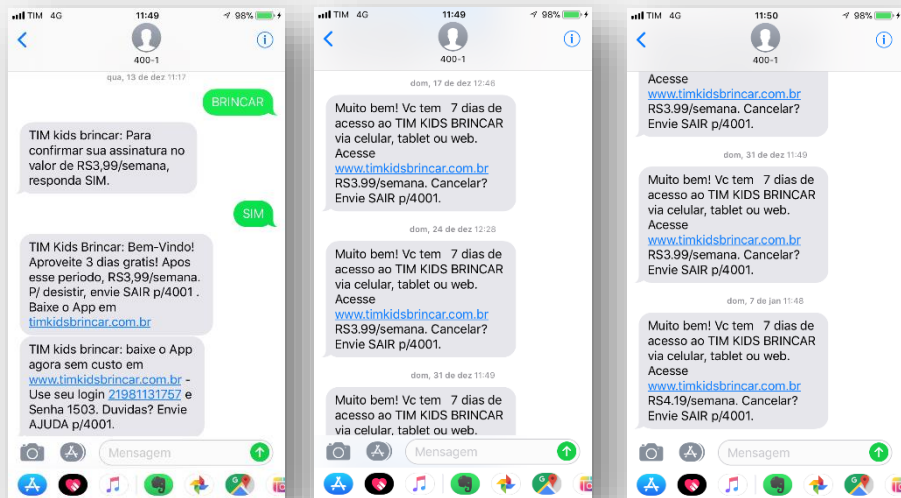 TIM 4G 11:49 98%
400-1
qua, 13 de dez 11:17
BRINCAR
TIM kids brincar: Para
confirmar sua assinatura no
valor de RS3,99/semana,
responda SIM.
SIM
TIM Kids Brincar: Bem-Vindo!
Aproveite 3 dias gratis! Apos
esse periodo, RS3,99/semana.
P/ desistir, envie SAIR p/4001 .
Baixe o App em
timkidsbrincar.com.br
TIM kids brincar: baixe o App
agora sem custo em
www.timkidsbrincar.com.br -
Use seu login 21981131757 e
Senha 1503. Duvidas? Envie
AJUDA p/4001.
Mensagem
TIM 4G 11:49 98%
400-1
dom, 17 de dez 12:46
Muito bem! Vc tem 7 dias de
acesso ao TIM KIDS BRINCAR
via celular, tablet ou web.
Acesse
www.timkidsbrincar.com.br
RS3.99/semana. Cancelar?
Envie SAIR p/4001.
dom, 24 de dez 12:28
Muito bem! Vc tem 7 dias de
acesso ao TIM KIDS BRINCAR
via celular, tablet ou web.
Acesse
www.timkidsbrincar.com.br
RS3.99/semana. Cancelar?
Envie SAIR p/4001.
dom, 31 de dez 11:49
Muito bem! Vc tem 7 dias de
acesso ao TIM KIDS BRINCAR
via celular, tablet ou web.
Mensagem
TIM 4G 11:50 98%
400-1
Acesse
www.timkidsbrincar.com.br
RS3.99/semana. Cancelar?
Envie SAIR p/4001.
dom, 31 de dez 11:49
Muito bem! Vc tem 7 dias de
acesso ao TIM KIDS BRINCAR
via celular, tablet ou web.
Acesse
www.timkidsbrincar.com.br
RS3.99/semana. Cancelar?
Envie SAIR p/4001.
dom, 7 de jan 11:48
Muito bem! Vc tem 7 dias de
acesso ao TIM KIDS BRINCAR
via celular, tablet ou web.
Acesse
www.timkidsbrincar.com.br
RS4.19/semana. Cancelar?
Envie SAIR p/4001.
Mensagem